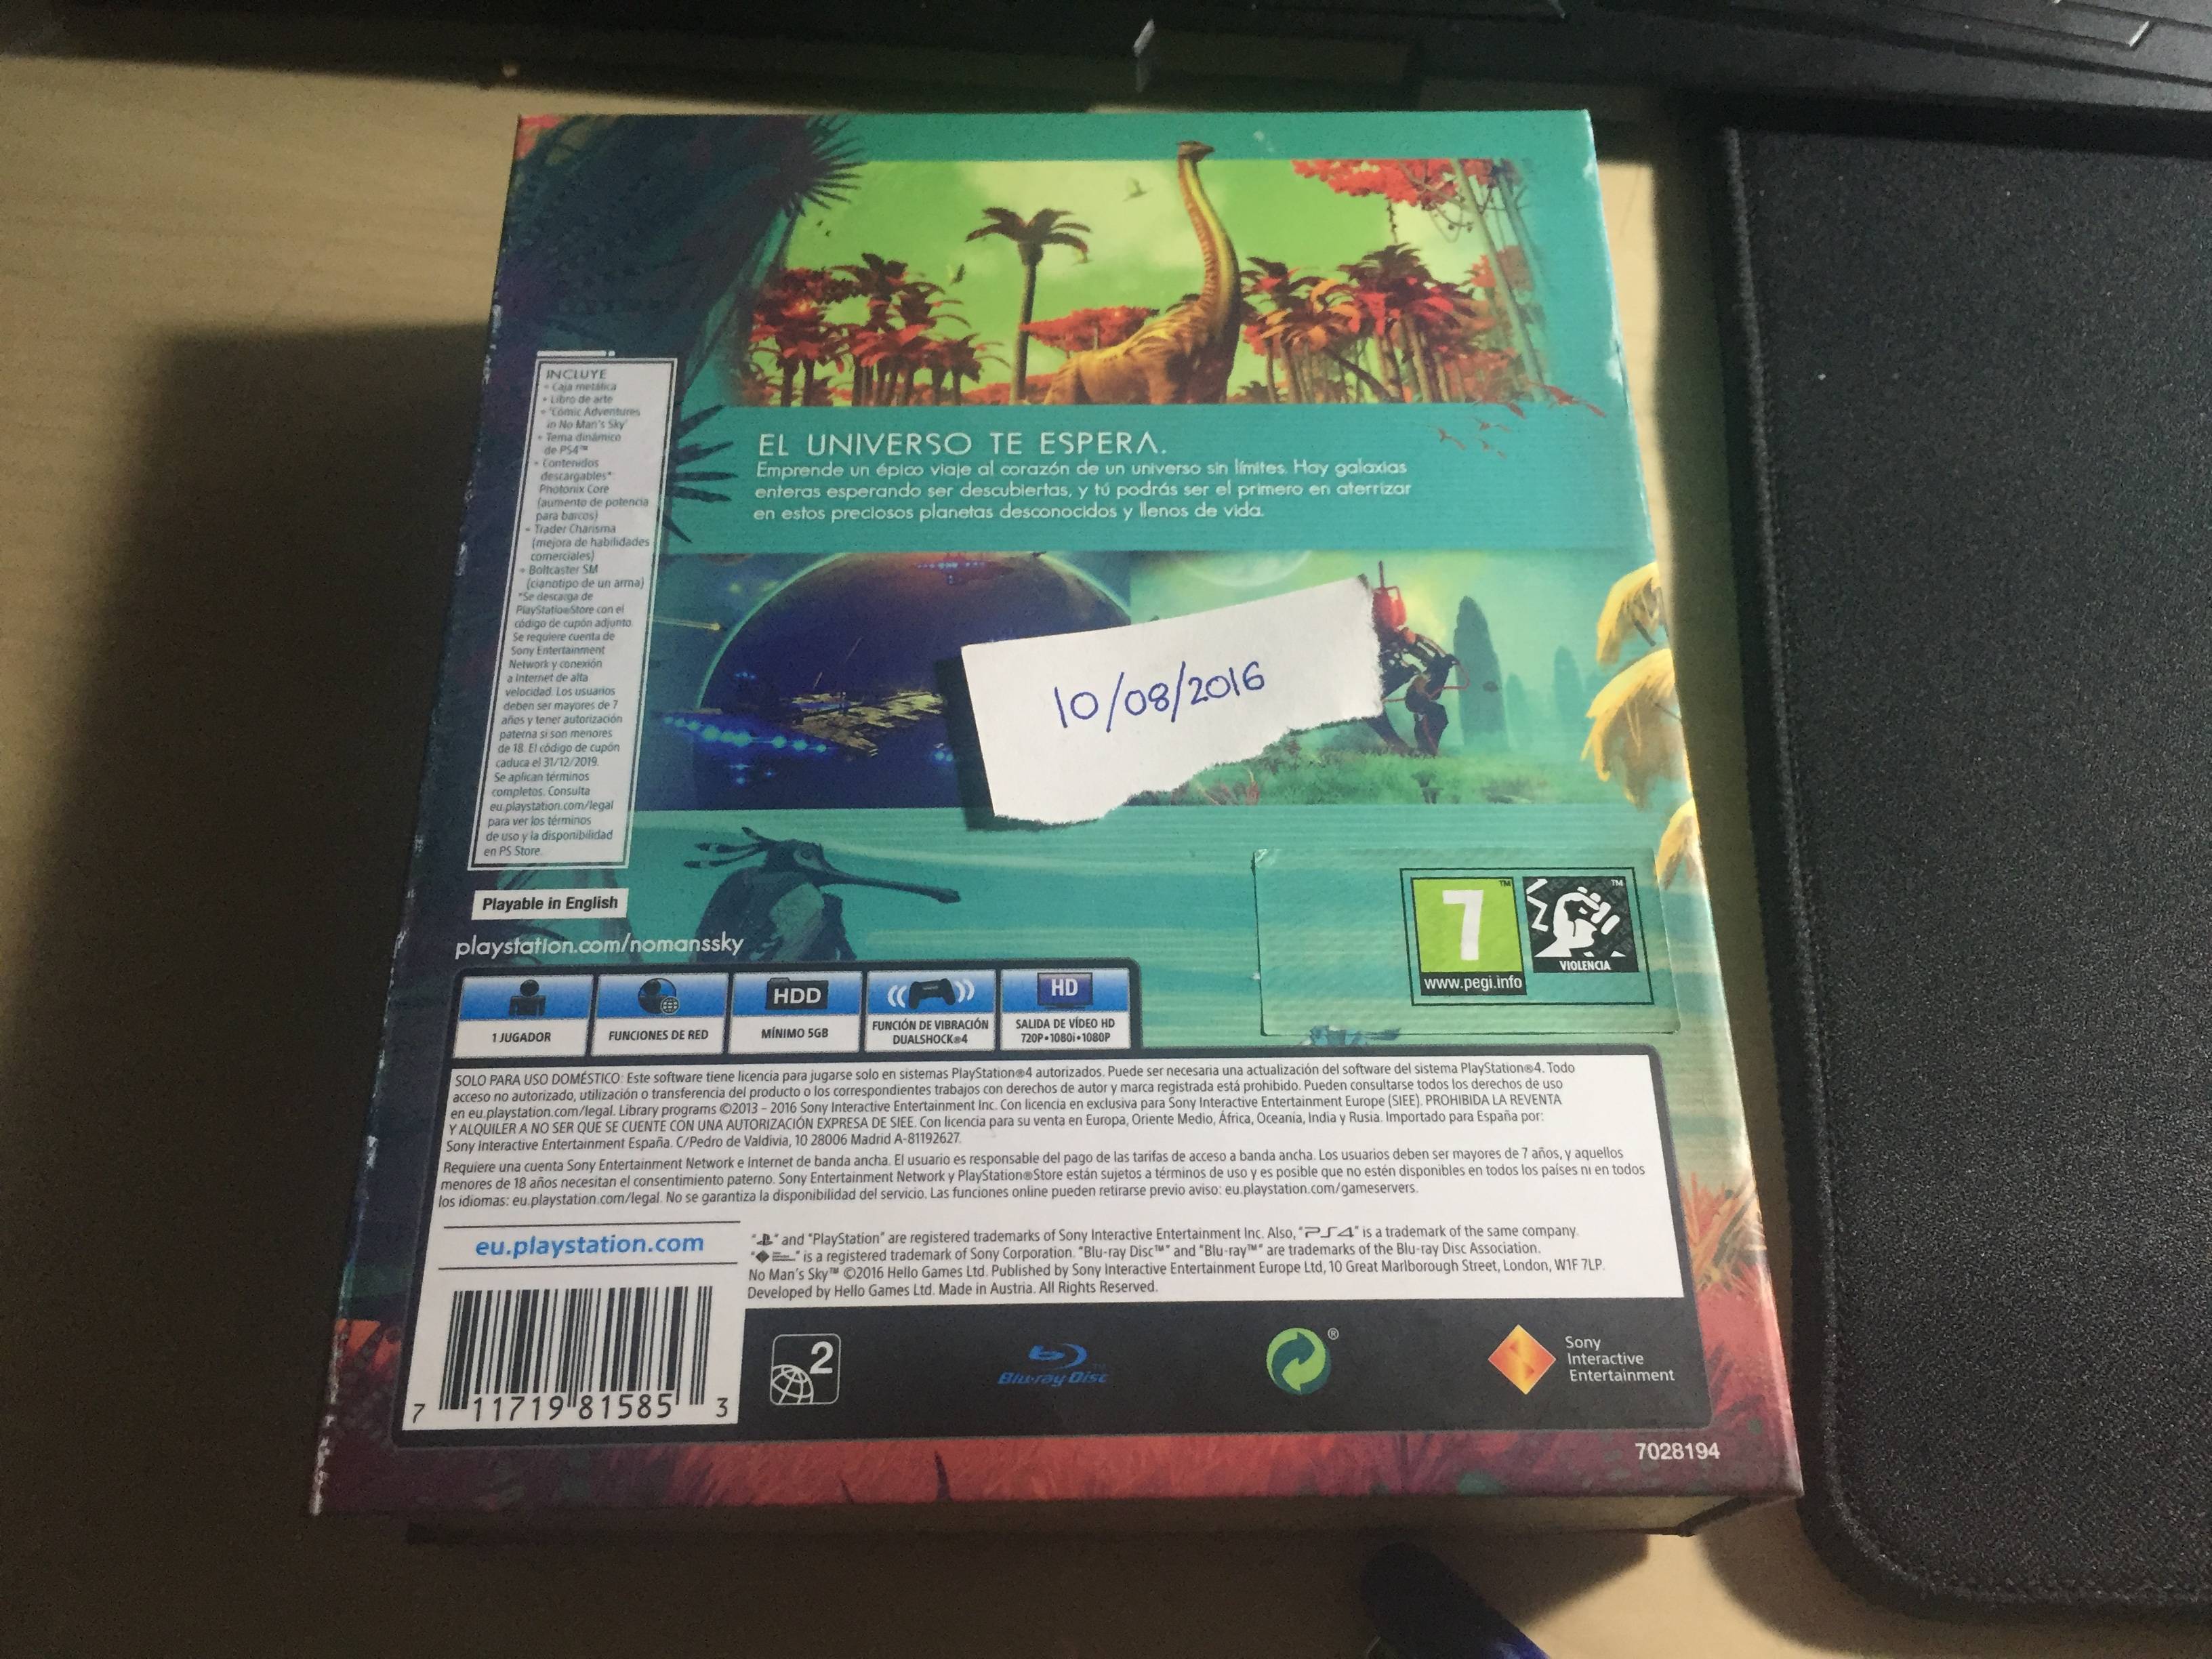 EL UNIVERSO TE ESPERA.
Emprende un épico viaje al corazón de un universo sin límites. Hay galaxias
enteras esperando ser descubiertas, y tú podrás ser el primero en aterrizar
en estos preciosos planetas desconocidos y llenos de vida.
INCLUYE
• Caja metálica
• Libro de arte
• 'Cómic Adventures
in No Man's Sky'
• Tema dinámico
de PS4™
• Contenidos
descargables*:
Photonix Core
(aumento de potencia
para barcos)
• Trader Charisma
(mejora de habilidades
comerciales)
• Boltcaster SM
(cianotipo de un arma)
*Se descarga de
PlayStation®Store con el
código de cupón adjunto.
Se requiere cuenta de
Sony Entertainment
Network y conexión
a Internet de alta
velocidad. Los usuarios
deben ser mayores de 7
años y tener autorización
paterna si son menores
de 18. El código de cupón
caduca el 31/12/2019.
Se aplican términos
completos. Consulta
eu.playstation.com/legal
para ver los términos
de uso y la disponibilidad
en PS Store.
10/08/2016
Playable in English
playstation.com/nomanssky
7
www.pegi.info
VIOLENCIA
1 JUGADOR
FUNCIONES DE RED
HDD
MÍNIMO 5GB
FUNCIÓN DE VIBRACIÓN
DUALSHOCK®4
HD
SALIDA DE VÍDEO HD
720P•1080i•1080P
SOLO PARA USO DOMÉSTICO: Este software tiene licencia para jugarse solo en sistemas PlayStation®4 autorizados. Puede ser necesaria una actualización del software del sistema PlayStation®4. Todo
acceso no autorizado, utilización o transferencia del producto o los correspondientes trabajos con derechos de autor y marca registrada está prohibido. Pueden consultarse todos los derechos de uso
en eu.playstation.com/legal. Library programs ©2013 - 2016 Sony Interactive Entertainment Inc. Con licencia en exclusiva para Sony Interactive Entertainment Europe (SIEE). PROHIBIDA LA REVENTA
Y ALQUILER A NO SER QUE SE CUENTE CON UNA AUTORIZACIÓN EXPRESA DE SIEE. Con licencia para su venta en Europa, Oriente Medio, África, Oceanía, India y Rusia. Importado para España por:
Sony Interactive Entertainment España. C/Pedro de Valdivia, 10 28006 Madrid A-81192627.
Requiere una cuenta Sony Entertainment Network e Internet de banda ancha. El usuario es responsable del pago de las tarifas de acceso a banda ancha. Los usuarios deben ser mayores de 7 años, y aquellos
menores de 18 años necesitan el consentimiento paterno. Sony Entertainment Network y PlayStation®Store están sujetos a términos de uso y es posible que no estén disponibles en todos los países ni en todos
los idiomas: eu.playstation.com/legal. No se garantiza la disponibilidad del servicio. Las funciones online pueden retirarse previo aviso: eu.playstation.com/gameservers.
eu.playstation.com
" " and "PlayStation" are registered trademarks of Sony Interactive Entertainment Inc. Also, "PS4" is a trademark of the same company.
" " is a registered trademark of Sony Corporation. "Blu-ray Disc™" and "Blu-ray™" are trademarks of the Blu-ray Disc Association.
No Man's Sky™ ©2016 Hello Games Ltd. Published by Sony Interactive Entertainment Europe Ltd, 10 Great Marlborough Street, London, W1F 7LP.
Developed by Hello Games Ltd. Made in Austria. All Rights Reserved.
7 11719 81585 3
2
Blu-ray Disc
Sony
Interactive
Entertainment
7028194